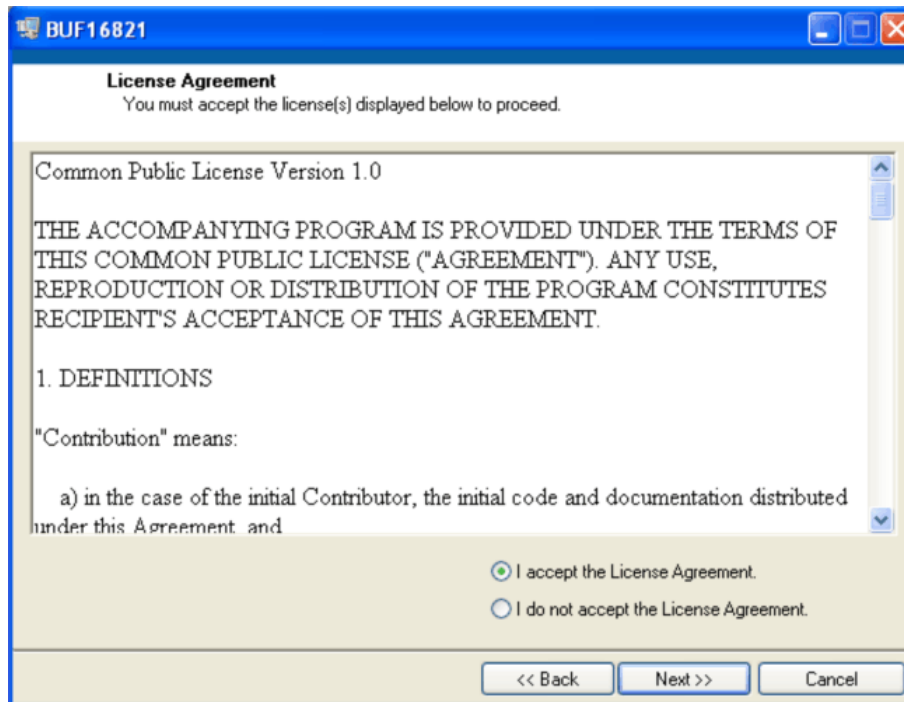 BUF16821
License Agreement
You must accept the license(s) displayed below to proceed.
Common Public License Version 1.0
THE ACCOMPANYING PROGRAM IS PROVIDED UNDER THE TERMS OF
THIS COMMON PUBLIC LICENSE ("AGREEMENT"). ANY USE,
REPRODUCTION OR DISTRIBUTION OF THE PROGRAM CONSTITUTES
RECIPIENT'S ACCEPTANCE OF THIS AGREEMENT.
1. DEFINITIONS
"Contribution" means:
a) in the case of the initial Contributor, the initial code and documentation distributed
under this Agreement, and
I accept the License Agreement.
I do not accept the License Agreement.
<< Back Next >> Cancel